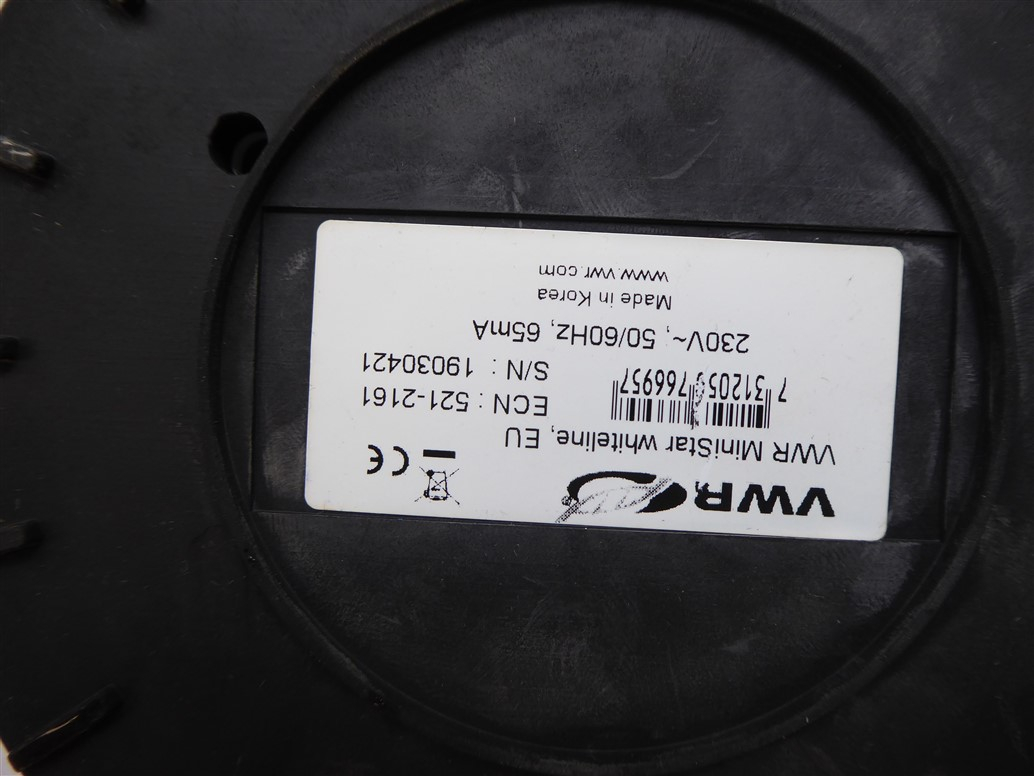 VWR
VWR MiniStar whiteline, EU
ECN : 521-2161
S/N : 19030421
7 312059 766957
230V~, 50/60Hz, 65mA
Made in Korea
www.vwr.com
CE